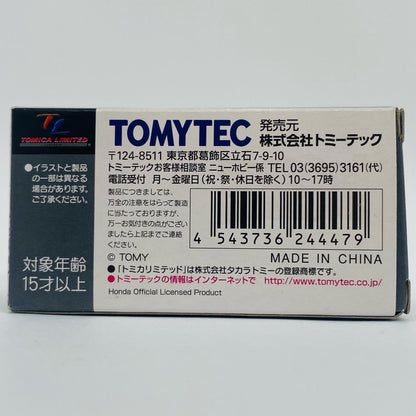 TL
TOMICA LIMITED
●イラストと製品
の一部は異なる
場合があります。
ご了承ください。
対象年齢
15才以上
TOMYTEC 発売元
株式会社トミーテック
〒124-8511 東京都葛飾区立石7-9-10
トミーテックお客様相談室 ニューホビー係 TEL 03(3695)3161(代)
電話受付 月～金曜日(祝・祭・休日を除く)10～17時
製品につきましては、
万全の注意をはらって製造
に当たっておりますが、
万一お気付きの点がござい
ましたら上記までご連絡
ください。
4 543736 244479
© TOMY MADE IN CHINA
●「トミカリミテッド」は株式会社タカラトミーの登録商標です。
●トミーテックの情報はインターネットで http://www.tomytec.co.jp/
Honda Official Licensed Product